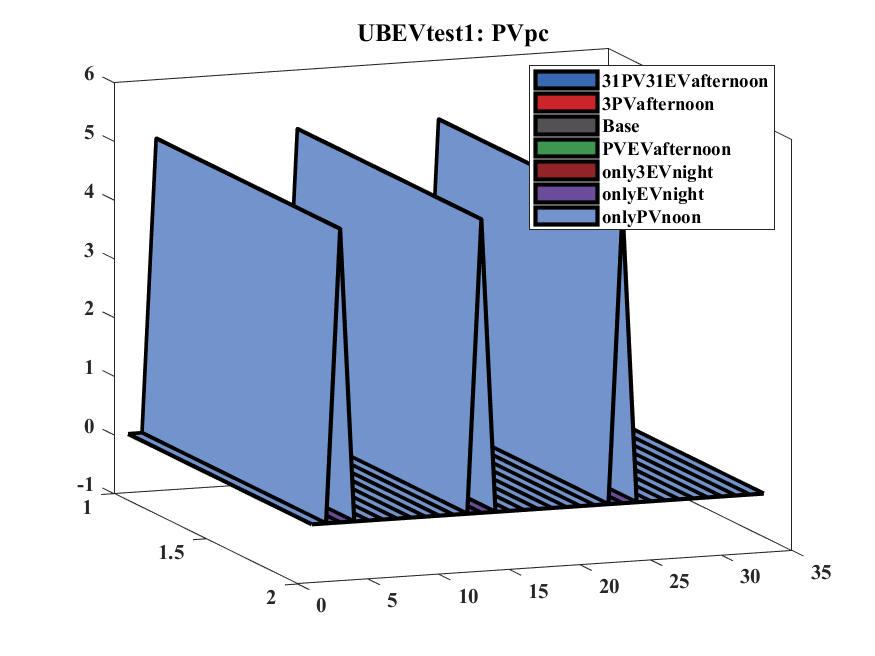 UBEVtest1: PVpc
6
5
4
3
2
1
0
-1
31PV31EVafternoon
3PVafternoon
Base
PVEVafternoon
only3EVnight
onlyEVnight
onlyPVnoon
1
1.5
2
0
5
10
15
20
25
30
35